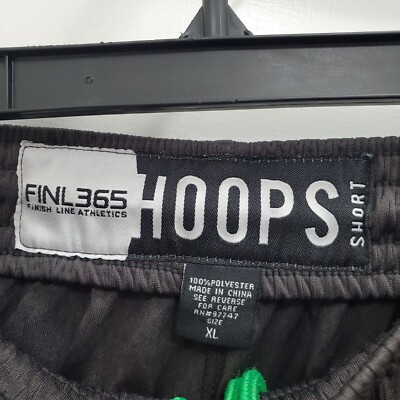 FINL365
FINISH LINE ATHLETICS
HOOPS
SHORT
100% POLYESTER
MADE IN CHINA
SEE REVERSE
FOR CARE
RN#97747
SIZE
XL